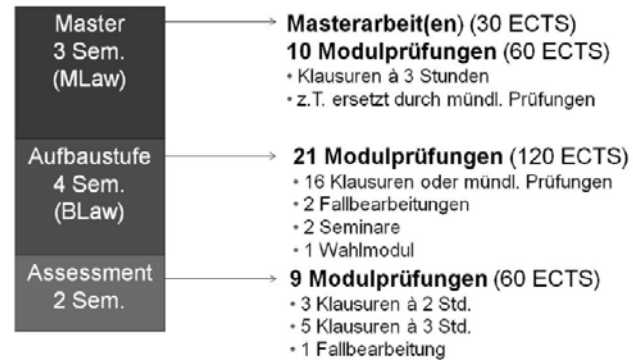 Master
3 Sem.
(MLaw)
Masterarbeit(en) (30 ECTS)
10 Modulprüfungen (60 ECTS)
• Klausuren à 3 Stunden
• z.T. ersetzt durch mündl. Prüfungen
Aufbaustufe
4 Sem.
(BLaw)
21 Modulprüfungen (120 ECTS)
• 16 Klausuren oder mündl. Prüfungen
• 2 Fallbearbeitungen
• 2 Seminare
• 1 Wahlmodul
Assessment
2 Sem.
9 Modulprüfungen (60 ECTS)
• 3 Klausuren à 2 Std.
• 5 Klausuren à 3 Std.
• 1 Fallbearbeitung